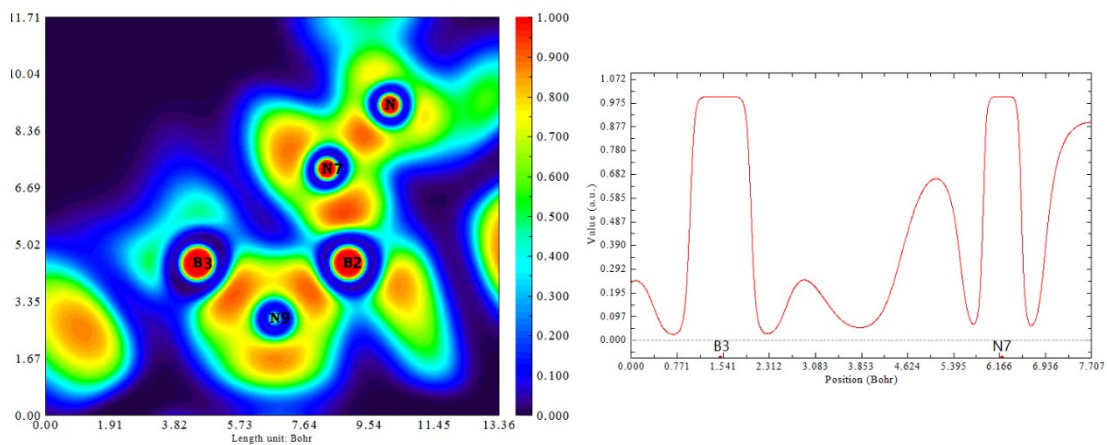 11.71
10.04
8.36
6.69
5.02
3.35
1.67
0.00
0.00 1.91 3.82 5.73 7.64 9.54 11.45 13.36
Length unit: Bohr
N
N7
B3
B2
N9
1.000
0.900
0.800
0.700
0.600
0.500
0.400
0.300
0.200
0.100
0.000
Value (a.u.)
1.072
0.975
0.877
0.780
0.682
0.585
0.487
0.390
0.292
0.195
0.097
0.000
B3
N7
0.000 0.771 1.541 2.312 3.083 3.853 4.624 5.395 6.166 6.936 7.707
Position (Bohr)